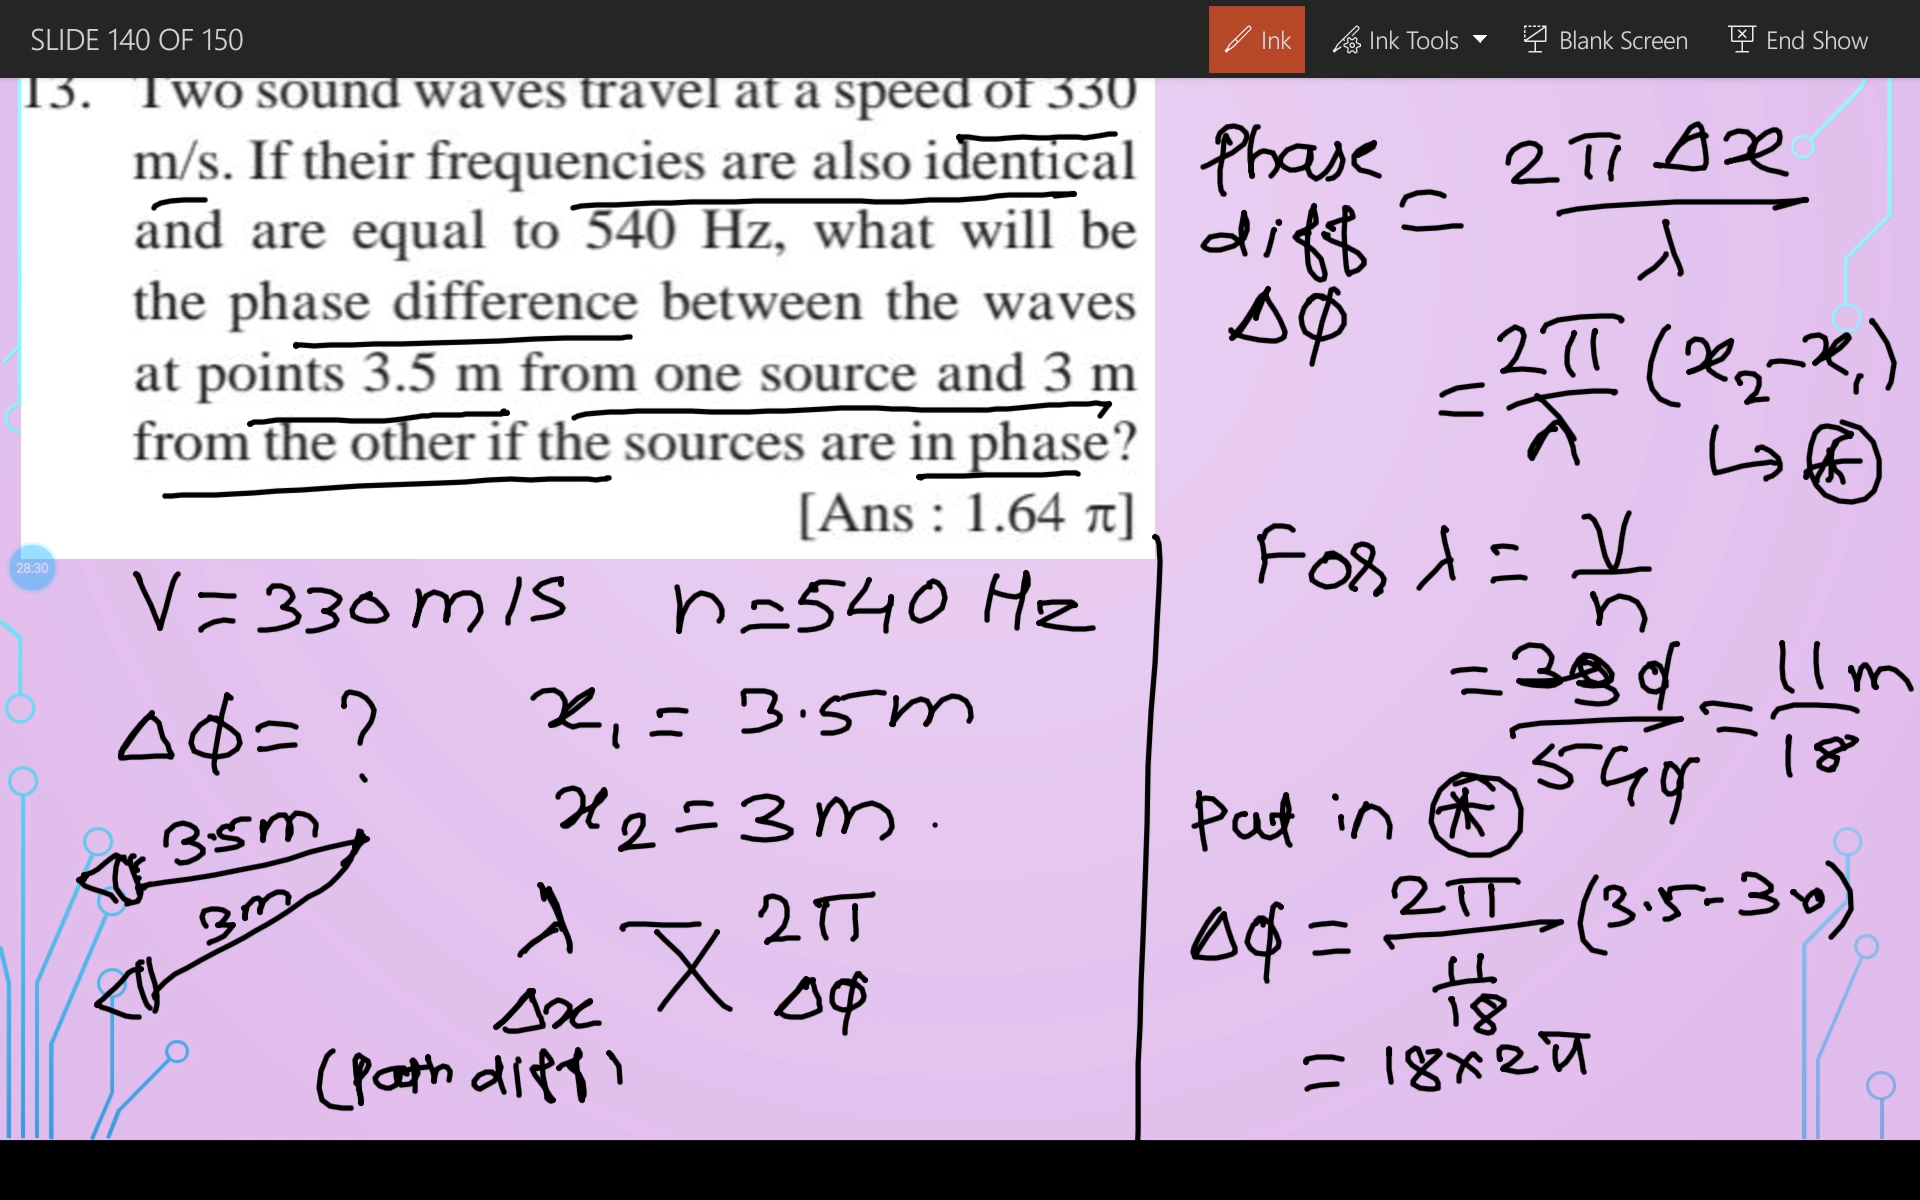 SLIDE 140 OF 150
Ink
Ink Tools
Blank Screen
End Show
13. Two sound waves travel at a speed of 330
m/s. If their frequencies are also identical
and are equal to 540 Hz, what will be
the phase difference between the waves
at points 3.5 m from one source and 3 m
from the other if the sources are in phase?
[Ans : 1.64 π]
28:30
V = 330 m/s n = 540 Hz
Δφ = ? x₁ = 3.5 m
x₂ = 3 m.
3.5m
3m
λ 2π
Δx Δφ
(Path diff)
Phase diff Δφ = 2π Δx / λ
= 2π/λ (x₂ - x₁)
↳ (*)
For λ = V/n
= 330/540 = 11/18 m
Put in (*)
Δφ = 2π / (11/18) (3.5 - 3.0)
= 18 × 2π